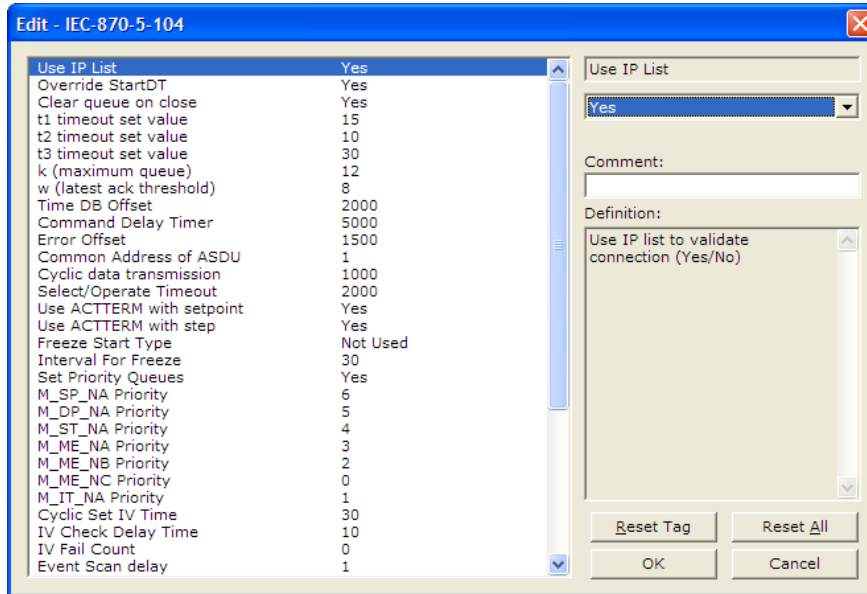 Edit - IEC-870-5-104
Use IP List Yes
Override StartDT Yes
Clear queue on close Yes
t1 timeout set value 15
t2 timeout set value 10
t3 timeout set value 30
k (maximum queue) 12
w (latest ack threshold) 8
Time DB Offset 2000
Command Delay Timer 5000
Error Offset 1500
Common Address of ASDU 1
Cyclic data transmission 1000
Select/Operate Timeout 2000
Use ACTTERM with setpoint Yes
Use ACTTERM with step Yes
Freeze Start Type Not Used
Interval For Freeze 30
Set Priority Queues Yes
M_SP_NA Priority 6
M_DP_NA Priority 5
M_ST_NA Priority 4
M_ME_NA Priority 3
M_ME_NB Priority 2
M_ME_NC Priority 0
M_IT_NA Priority 1
Cyclic Set IV Time 30
IV Check Delay Time 10
IV Fail Count 0
Event Scan delay 1
Use IP List
Yes
Comment:
Definition:
Use IP list to validate
connection (Yes/No)
Reset Tag Reset All
OK Cancel